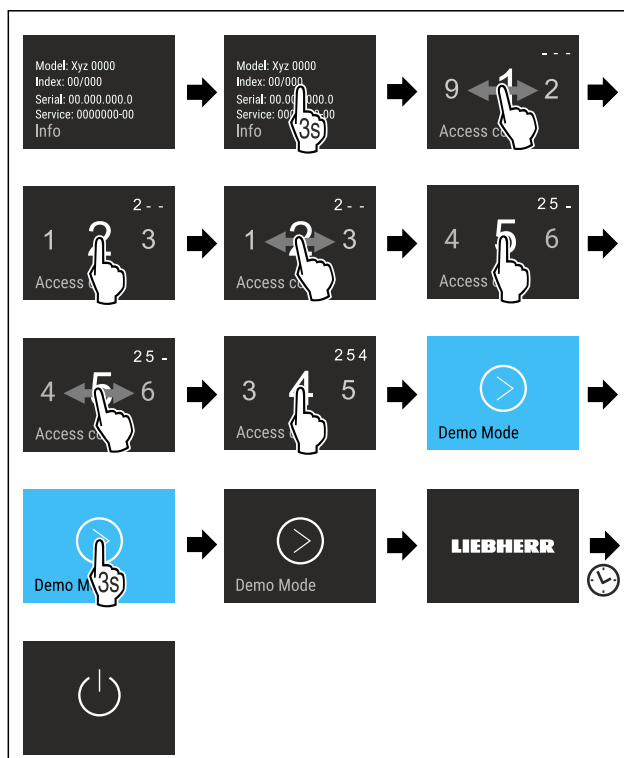 Model: Xyz 0000
Index: 00/000
Serial: 00.000.000.0
Service: 0000000-00
Info
Model: Xyz 0000
Index: 00/000
Serial: 00.000.0
Service: 000 00-00
Info
3s
- - -
9 1 2
Access
2 - -
1 2 3
Access
2 - -
1 2 3
Access
2 5 -
4 5 6
Access
2 5 -
4 5 6
Access
2 5 4
3 4 5
Access
Demo Mode
Demo M
3s
Demo Mode
LIEBHERR